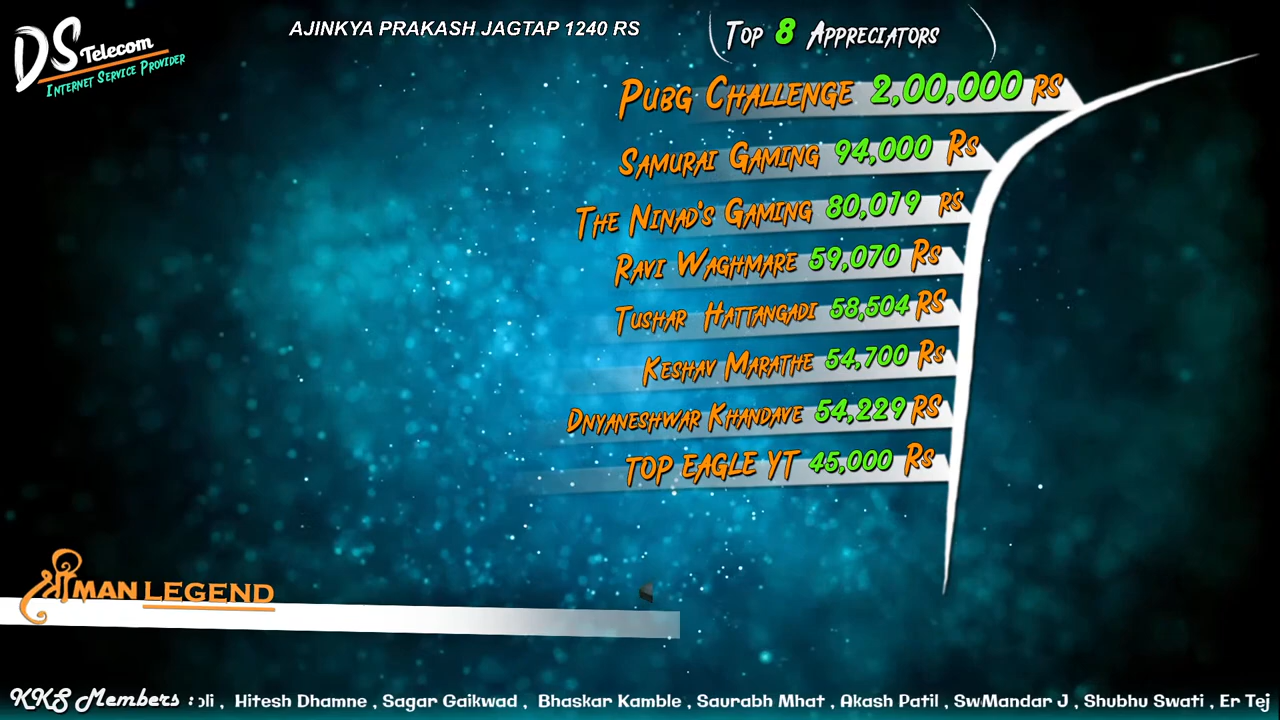 DS Telecom
INTERNET SERVICE PROVIDER
AJINKYA PRAKASH JAGTAP 1240 RS
TOP 8 APPRECIATORS
PUBG CHALLENGE 2,00,000 RS
SAMURAI GAMING 94,000 RS
THE NINAD'S GAMING 80,019 RS
RAVI WAGHMARE 59,070 RS
TUSHAR HATTANGADI 58,504 RS
KESHAV MARATHE 54,700 RS
DNYANESHWAR KHANDAVE 54,229 RS
TOP EAGLE YT 45,000 RS
श्रीMAN LEGEND
KKS Members : oli , Hitesh Dhamne , Sagar Gaikwad , Bhaskar Kamble , Saurabh Mhat , Akash Patil , SwMandar J , Shubhu Swati , Er Tej